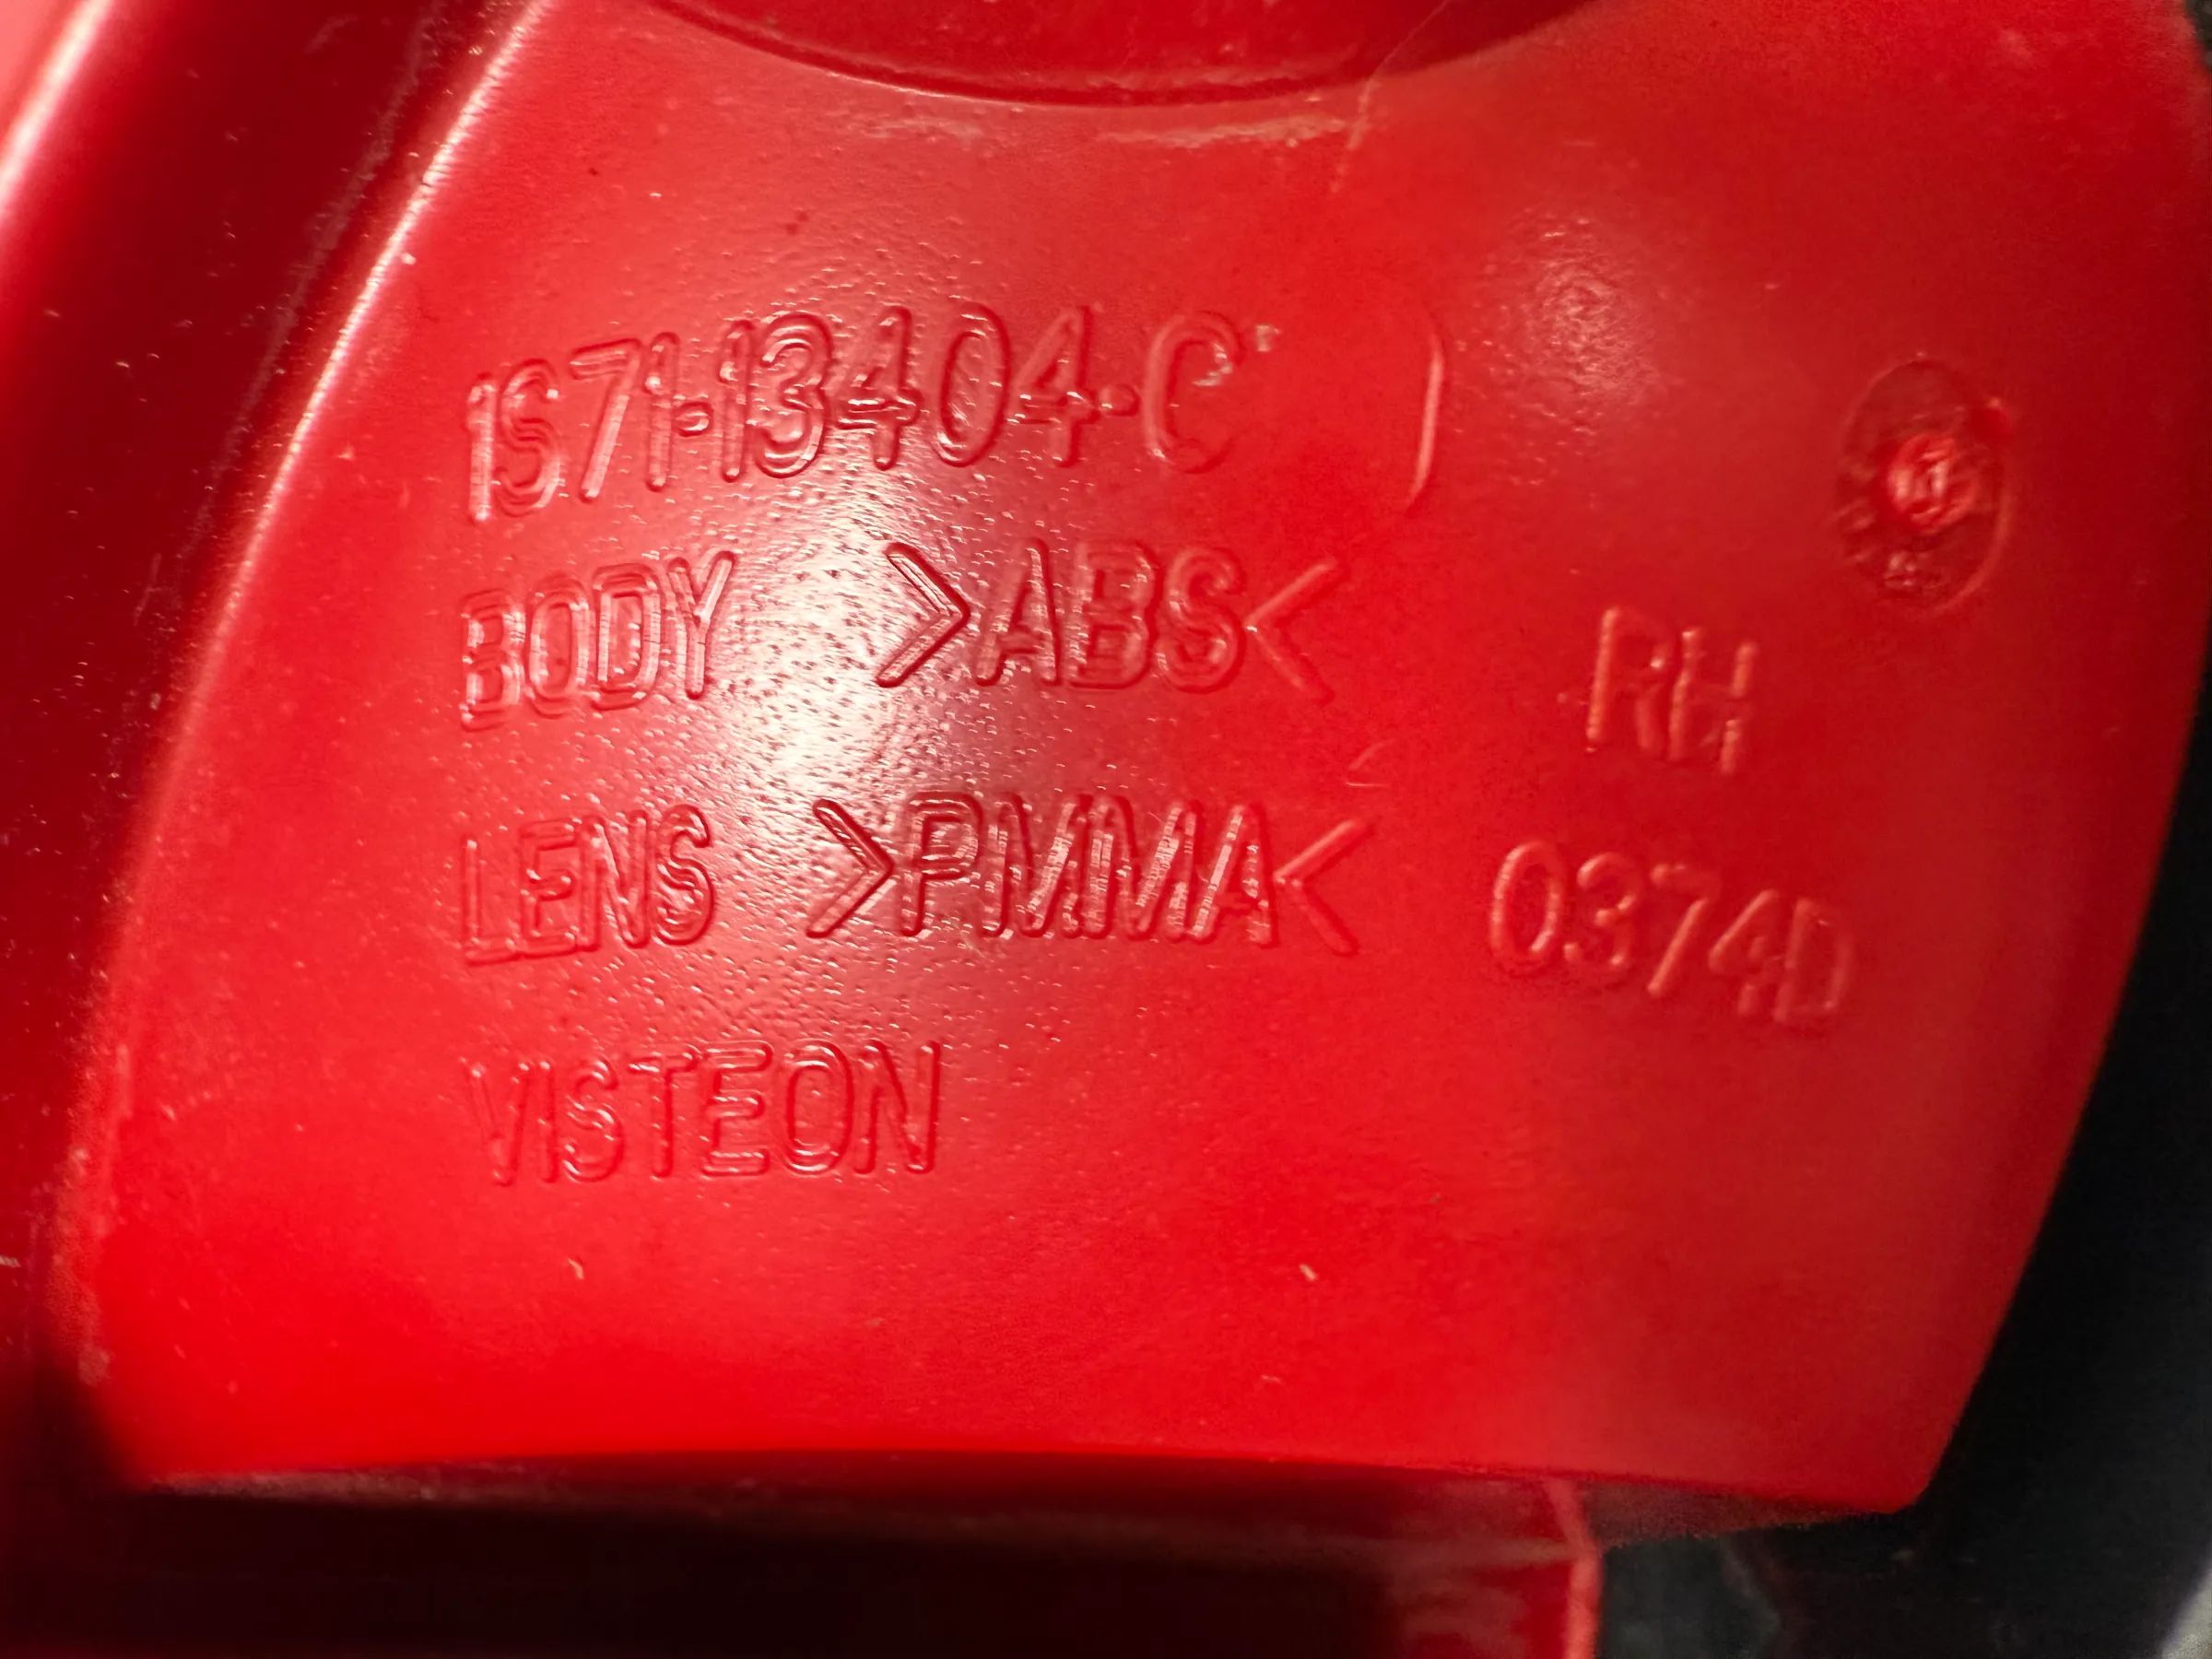 1S71-13404-C
BODY >ABS<
RH
LENS >PMMA<
0374D
VISTEON